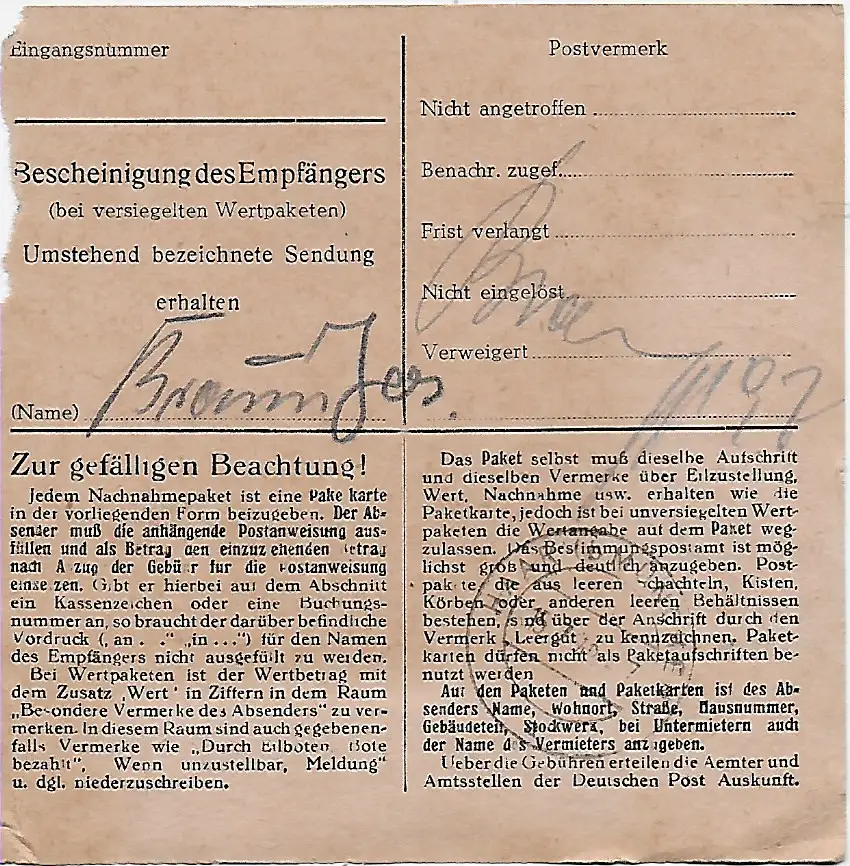 Eingangsnummer
Bescheinigung des Empfängers
(bei versiegelten Wertpaketen)
Umstehend bezeichnete Sendung
erhalten
(Name)
Postvermerk
Nicht angetroffen
Benachr. zugef.
Frist verlangt
Nicht eingelöst
Verweigert
Zur gefälligen Beachtung!
Jedem Nachnahmepaket ist eine Pake karte
in der vorliegenden Form beizugeben. Der Ab-
sender muß die anhängende Postanweisung aus-
füllen und als Betrag den einzuziehenden Betrag
nach Abzug der Gebühr für die Postanweisung
einsetzen. Gibt er hierbei auf dem Abschnitt
ein Kassenzeichen oder eine Buchungs-
nummer an, so braucht der darüber befindliche
Vordruck („an . . .“ „in . . .“) für den Namen
des Empfängers nicht ausgefüllt zu werden.
Bei Wertpaketen ist der Wertbetrag mit
dem Zusatz „Wert“ in Ziffern in dem Raum
„Besondere Vermerke des Absenders“ zu ver-
merken. In diesem Raum sind auch gegebenen-
falls Vermerke wie „Durch Eilboten, Bote
bezahlt“, „Wenn unzustellbar, Meldung“
u. dgl. niederzuschreiben.
Das Paket selbst muß dieselbe Aufschrift
und dieselben Vermerke über Eilzustellung,
Wert, Nachnahme usw. erhalten wie die
Paketkarte, jedoch ist bei unversiegelten Wert-
paketen die Wertangabe auf dem Paket weg-
zulassen. Das Bestimmungspostamt ist mög-
lichst groß und deutlich anzugeben. Post-
pakete, die aus leeren Schachteln, Kisten,
Körben oder anderen leeren Behältnissen
bestehen, sind über der Anschrift durch den
Vermerk „Leergut“ zu kennzeichnen. Paket-
karten dürfen nicht als Paketaufschriften be-
nutzt werden
Auf den Paketen und Paketkarten ist des Ab-
senders Name, Wohnort, Straße, Hausnummer,
Gebäudeteil, Stockwerk, bei Untermietern auch
der Name des Vermieters anzugeben.
Ueber die Gebühren erteilen die Aemter und
Amtsstellen der Deutschen Post Auskunft.